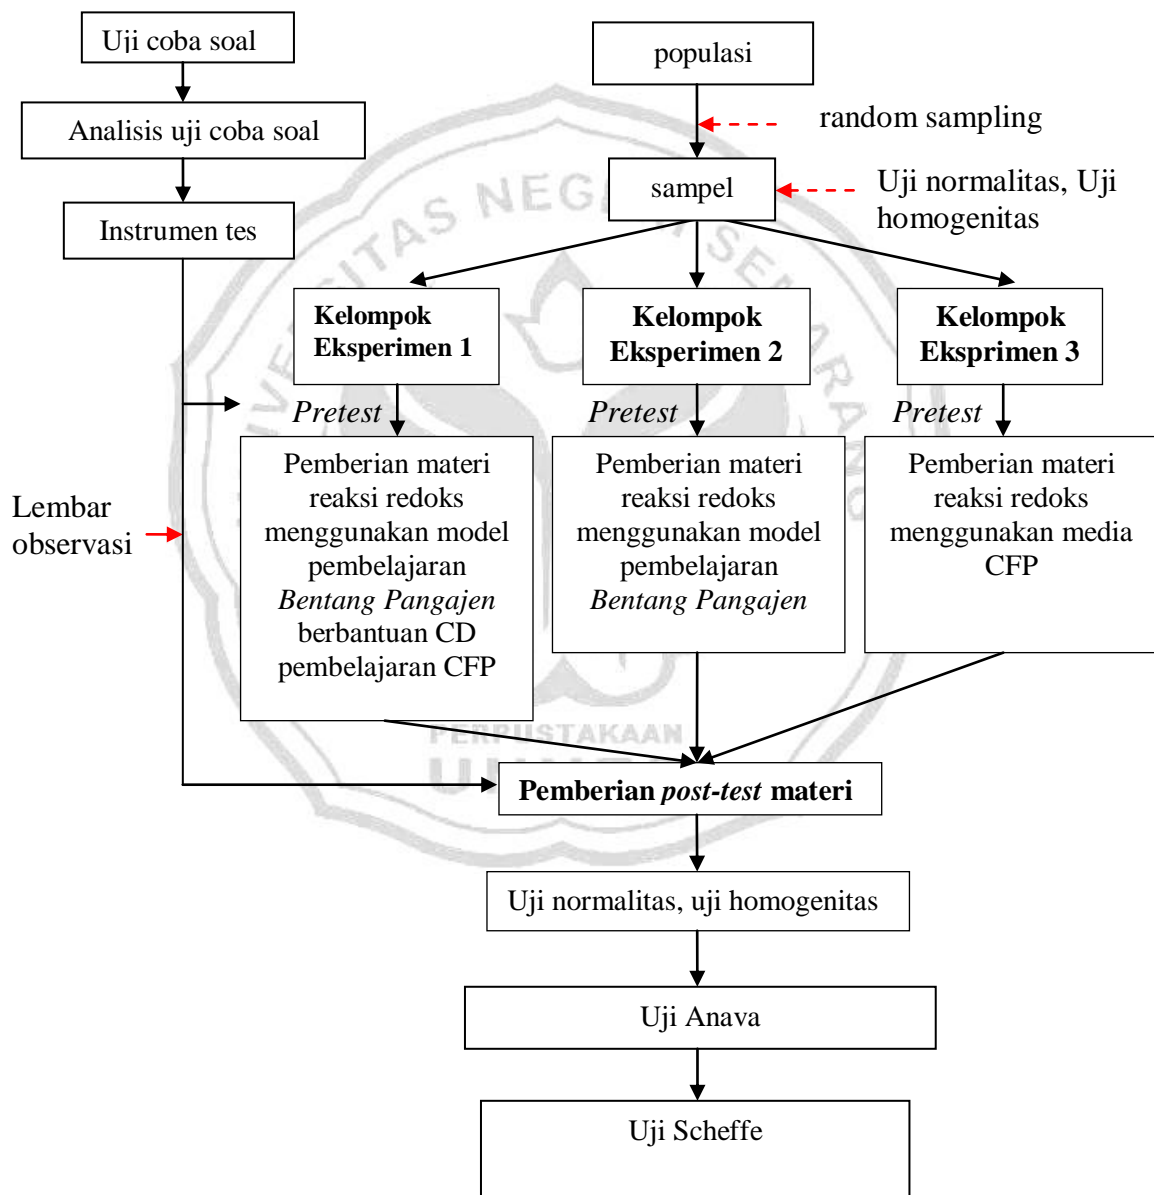 Uji coba soal
populasi
random sampling
Analisis uji coba soal
sampel
Uji normalitas, Uji
homogenitas
Instrumen tes
Kelompok
Eksperimen 1
Kelompok
Eksperimen 2
Kelompok
Eksprimen 3
Pretest
Pretest
Pretest
Lembar
observasi
Pemberian materi
reaksi redoks
menggunakan model
pembelajaran
Bentang Pangajen
berbantuan CD
pembelajaran CFP
Pemberian materi
reaksi redoks
menggunakan model
pembelajaran
Bentang Pangajen
Pemberian materi
reaksi redoks
menggunakan media
CFP
PERPUSTAKAAN
Pemberian post-test materi
Uji normalitas, uji homogenitas
Uji Anava
Uji Scheffe